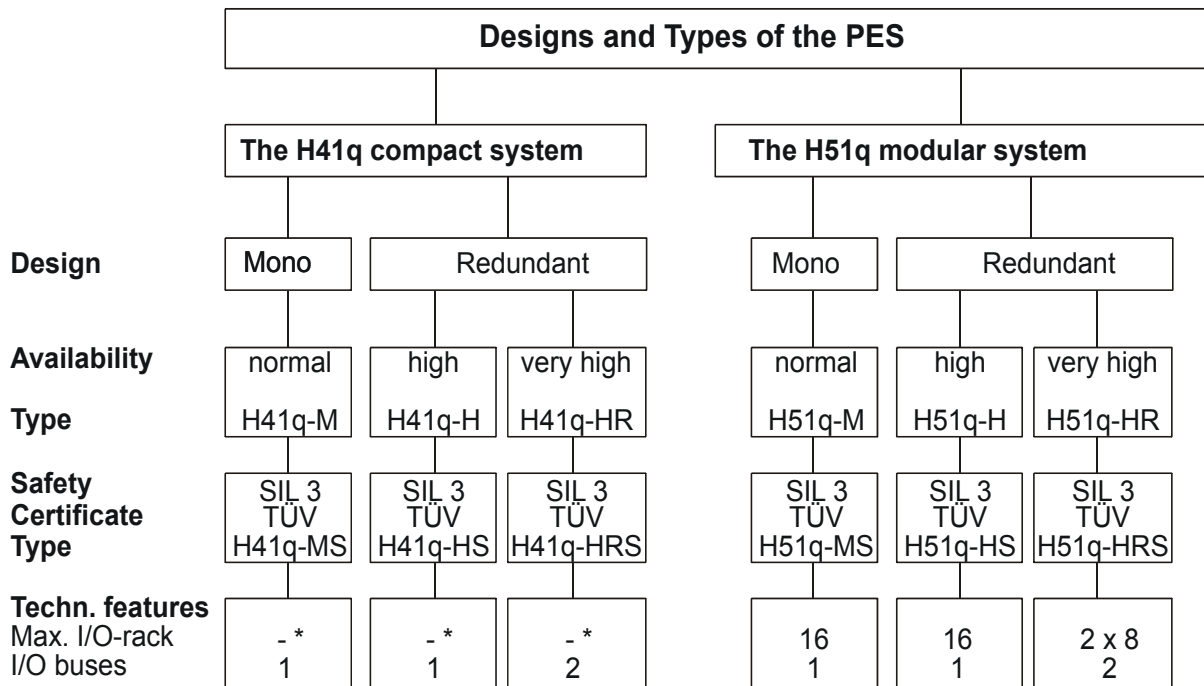 Designs and Types of the PES
The H41q compact system The H51q modular system
Design Mono Redundant Mono Redundant
Availability normal high very high normal high very high
Type H41q-M H41q-H H41q-HR H51q-M H51q-H H51q-HR
Safety SIL 3 SIL 3 SIL 3 SIL 3 SIL 3 SIL 3
Certificate TÜV TÜV TÜV TÜV TÜV TÜV
Type H41q-MS H41q-HS H41q-HRS H51q-MS H51q-HS H51q-HRS
Techn. features
Max. I/O-rack - * - * - * 16 16 2 x 8
I/O buses 1 1 2 1 1 2